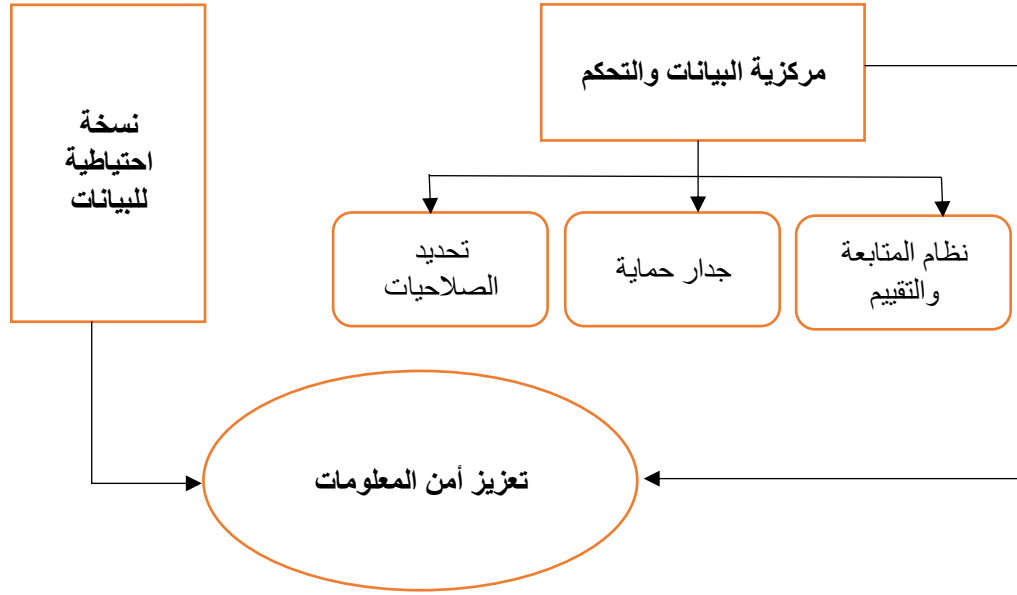 مركزية البيانات والتحكم
نسخة
احتياطية
للبيانات
نظام المتابعة
والتقييم
جدار حماية
تحديد
الصلاحيات
تعزيز أمن المعلومات